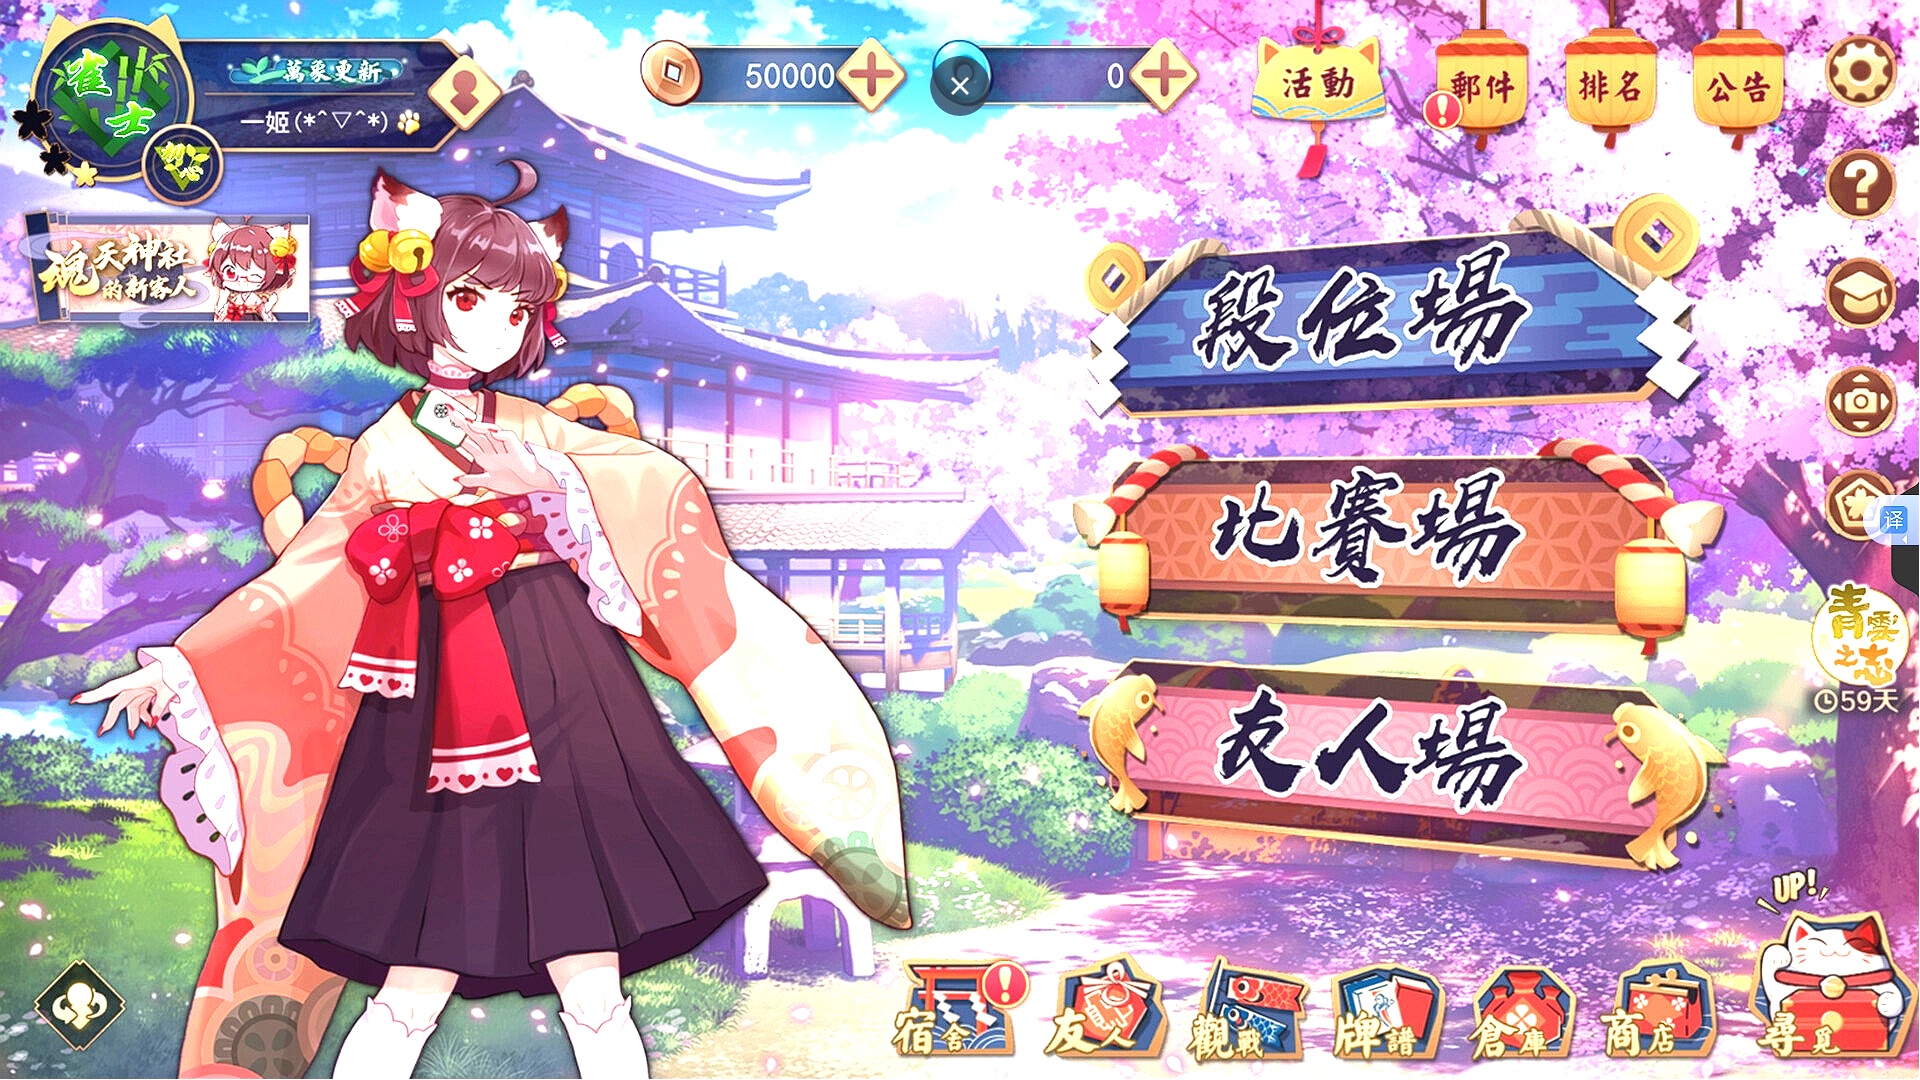 雀士
萬象更新
一姬(*^▽^*)
初心
50000
0
活動
郵件
排名
公告
魂天神社
的新客人
段位場
比賽場
友人場
译
青雲之志
59天
UP!
宿舍
友人
觀戰
牌譜
倉庫
商店
尋覓